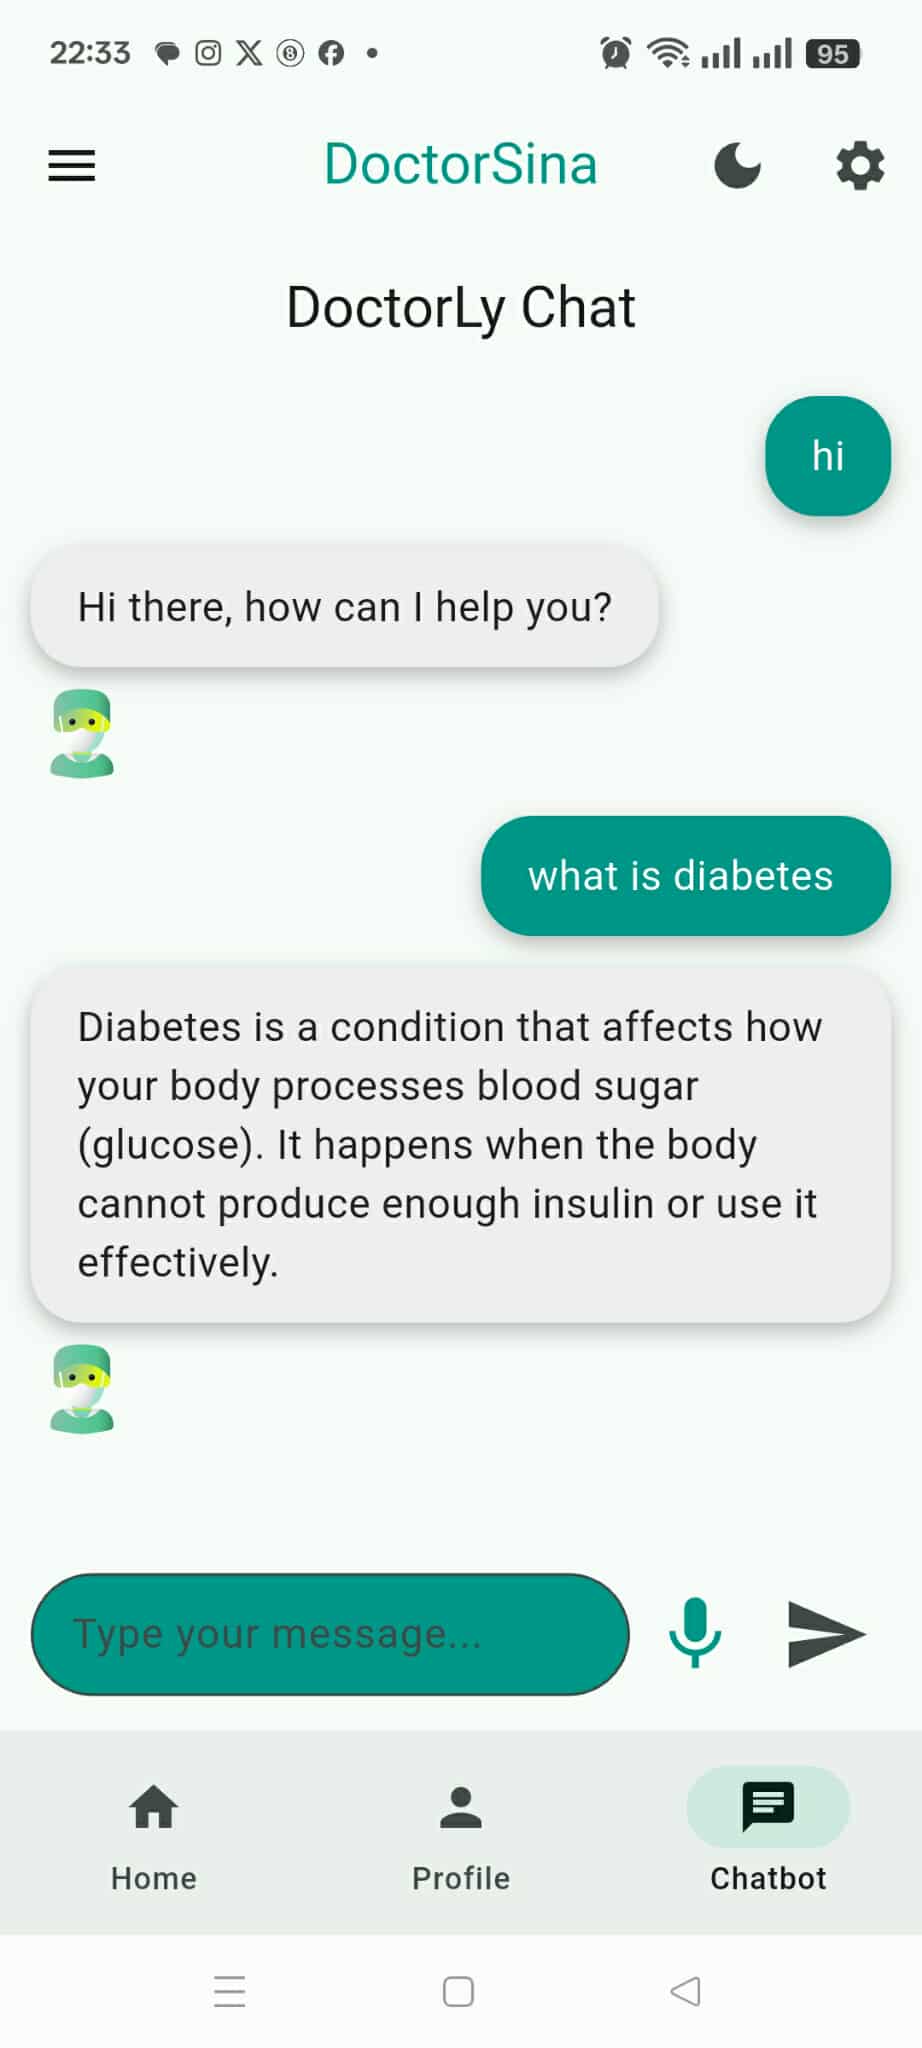 22:33 95
DoctorSina
DoctorLy Chat
hi
Hi there, how can I help you?
what is diabetes
Diabetes is a condition that affects how
your body processes blood sugar
(glucose). It happens when the body
cannot produce enough insulin or use it
effectively.
Type your message...
Home Profile Chatbot